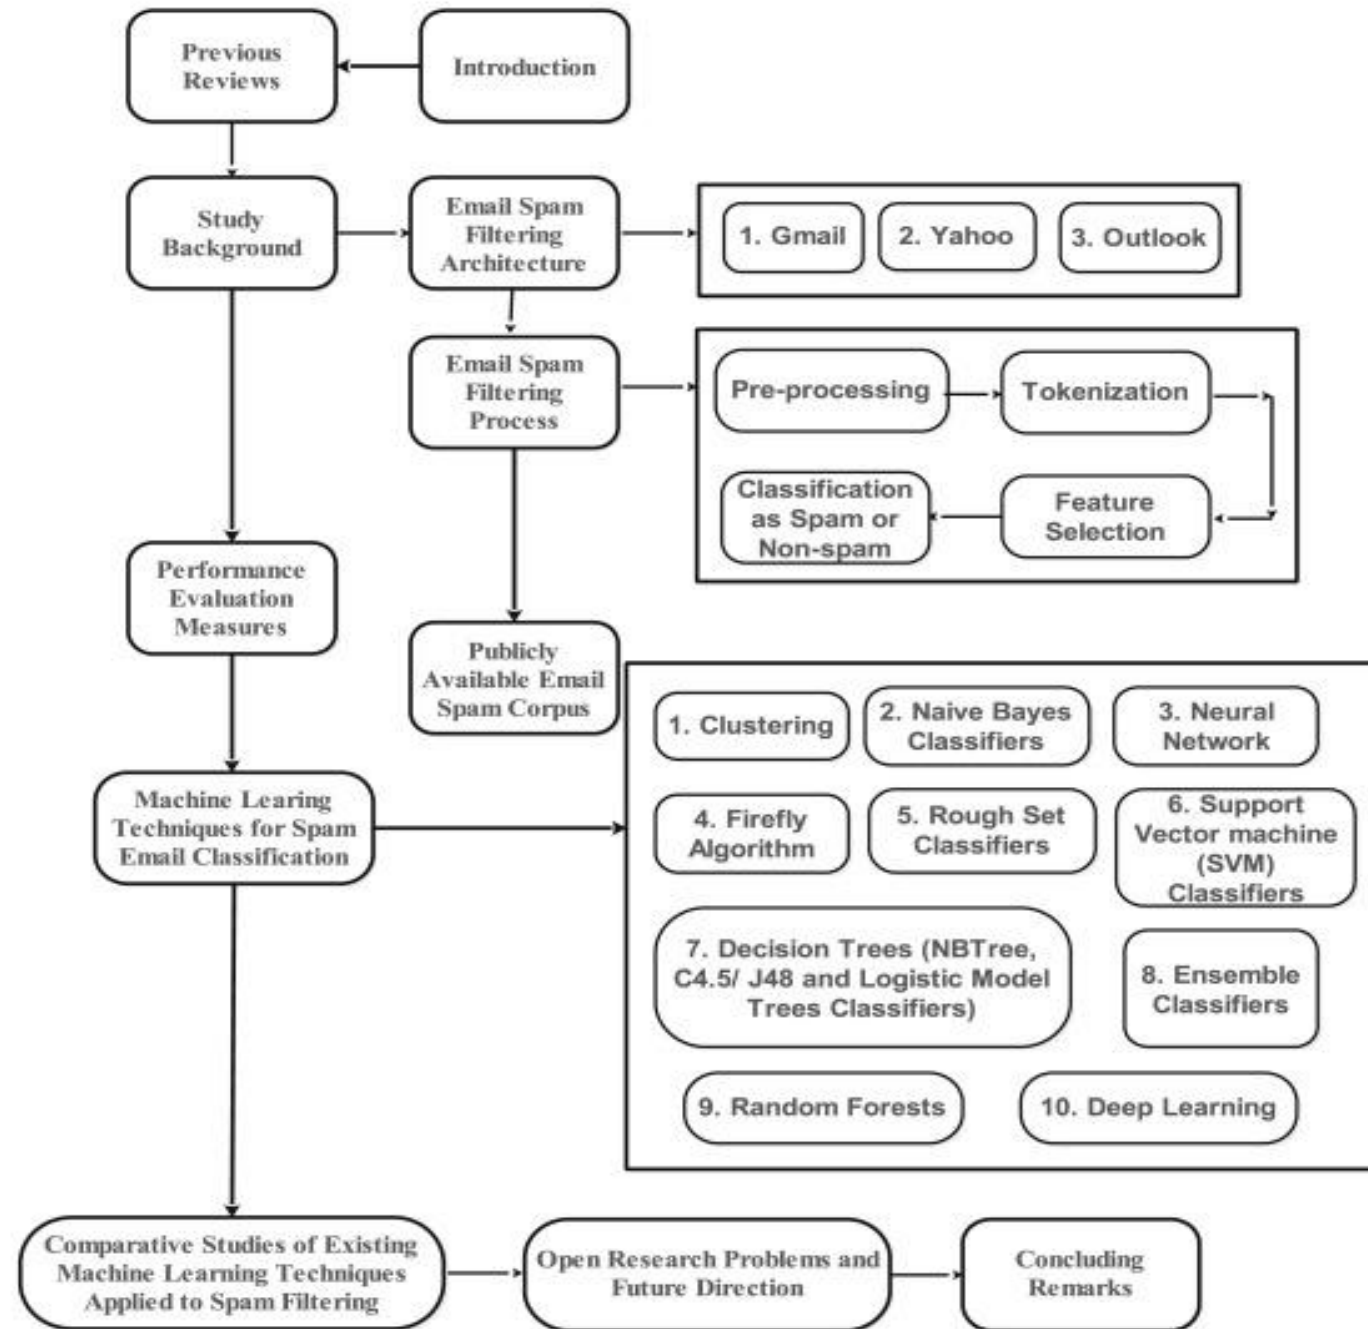 Previous
Reviews
Introduction
Study
Background
Email Spam
Filtering
Architecture
1. Gmail
2. Yahoo
3. Outlook
Email Spam
Filtering
Process
Pre-processing
Tokenization
Classification
as Spam or
Non-spam
Feature
Selection
Performance
Evaluation
Measures
Publicly
Available Email
Spam Corpus
1. Clustering
2. Naive Bayes
Classifiers
3. Neural
Network
Machine Learing
Techniques for Spam
Email Classification
4. Firefly
Algorithm
5. Rough Set
Classifiers
6. Support
Vector machine
(SVM)
Classifiers
7. Decision Trees (NBTree,
C4.5/ J48 and Logistic Model
Trees Classifiers)
8. Ensemble
Classifiers
9. Random Forests
10. Deep Learning
Comparative Studies of Existing
Machine Learning Techniques
Applied to Spam Filtering
Open Research Problems and
Future Direction
Concluding
Remarks